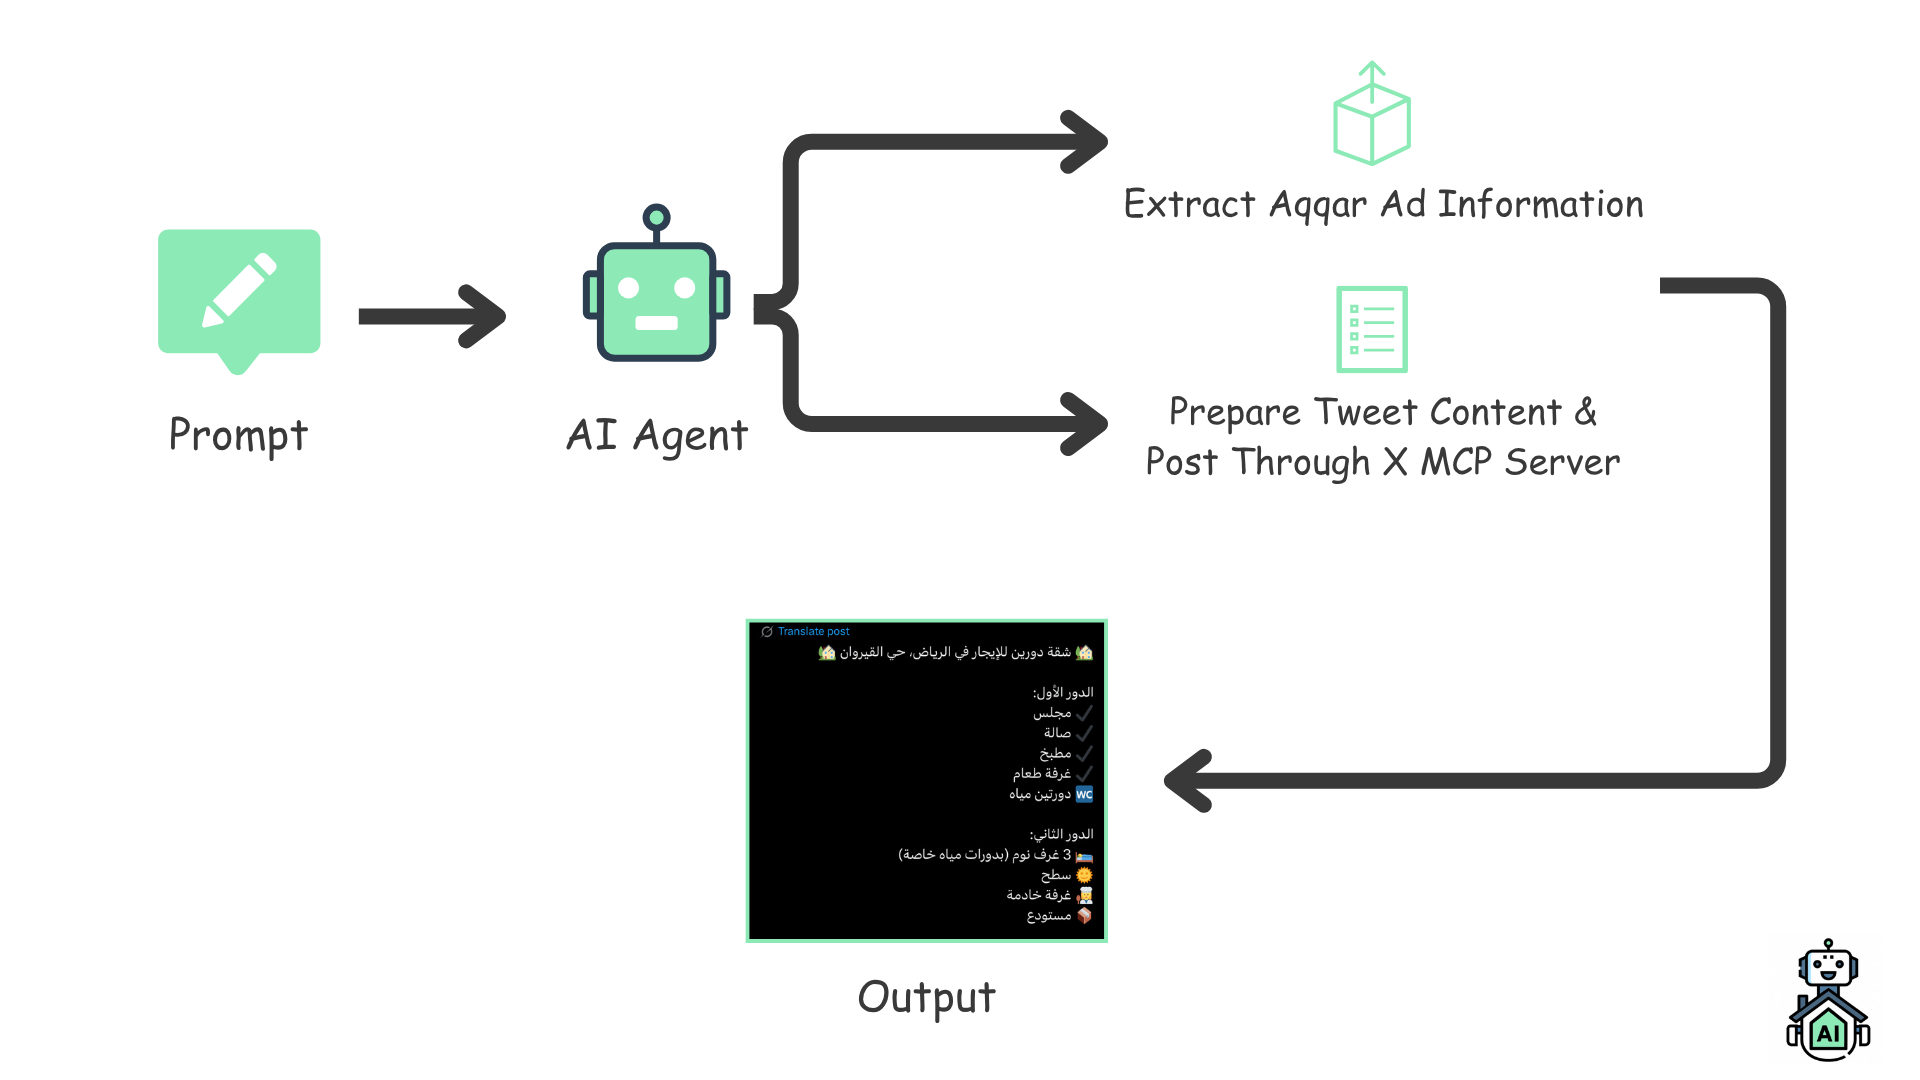 Extract Aqqar Ad Information
Prompt
AI Agent
Prepare Tweet Content &
Post Through X MCP Server
Translate post
🏡 شقة دورين للإيجار في الرياض، حي القيروان 🏡
الدور الأول:
✔️ مجلس
✔️ صالة
✔️ مطبخ
✔️ غرفة طعام
🚾 دورتين مياه
الدور الثاني:
🛌 3 غرف نوم (بدورات مياه خاصة)
🌞 سطح
👩‍🍳 غرفة خادمة
📦 مستودع
Output
AI